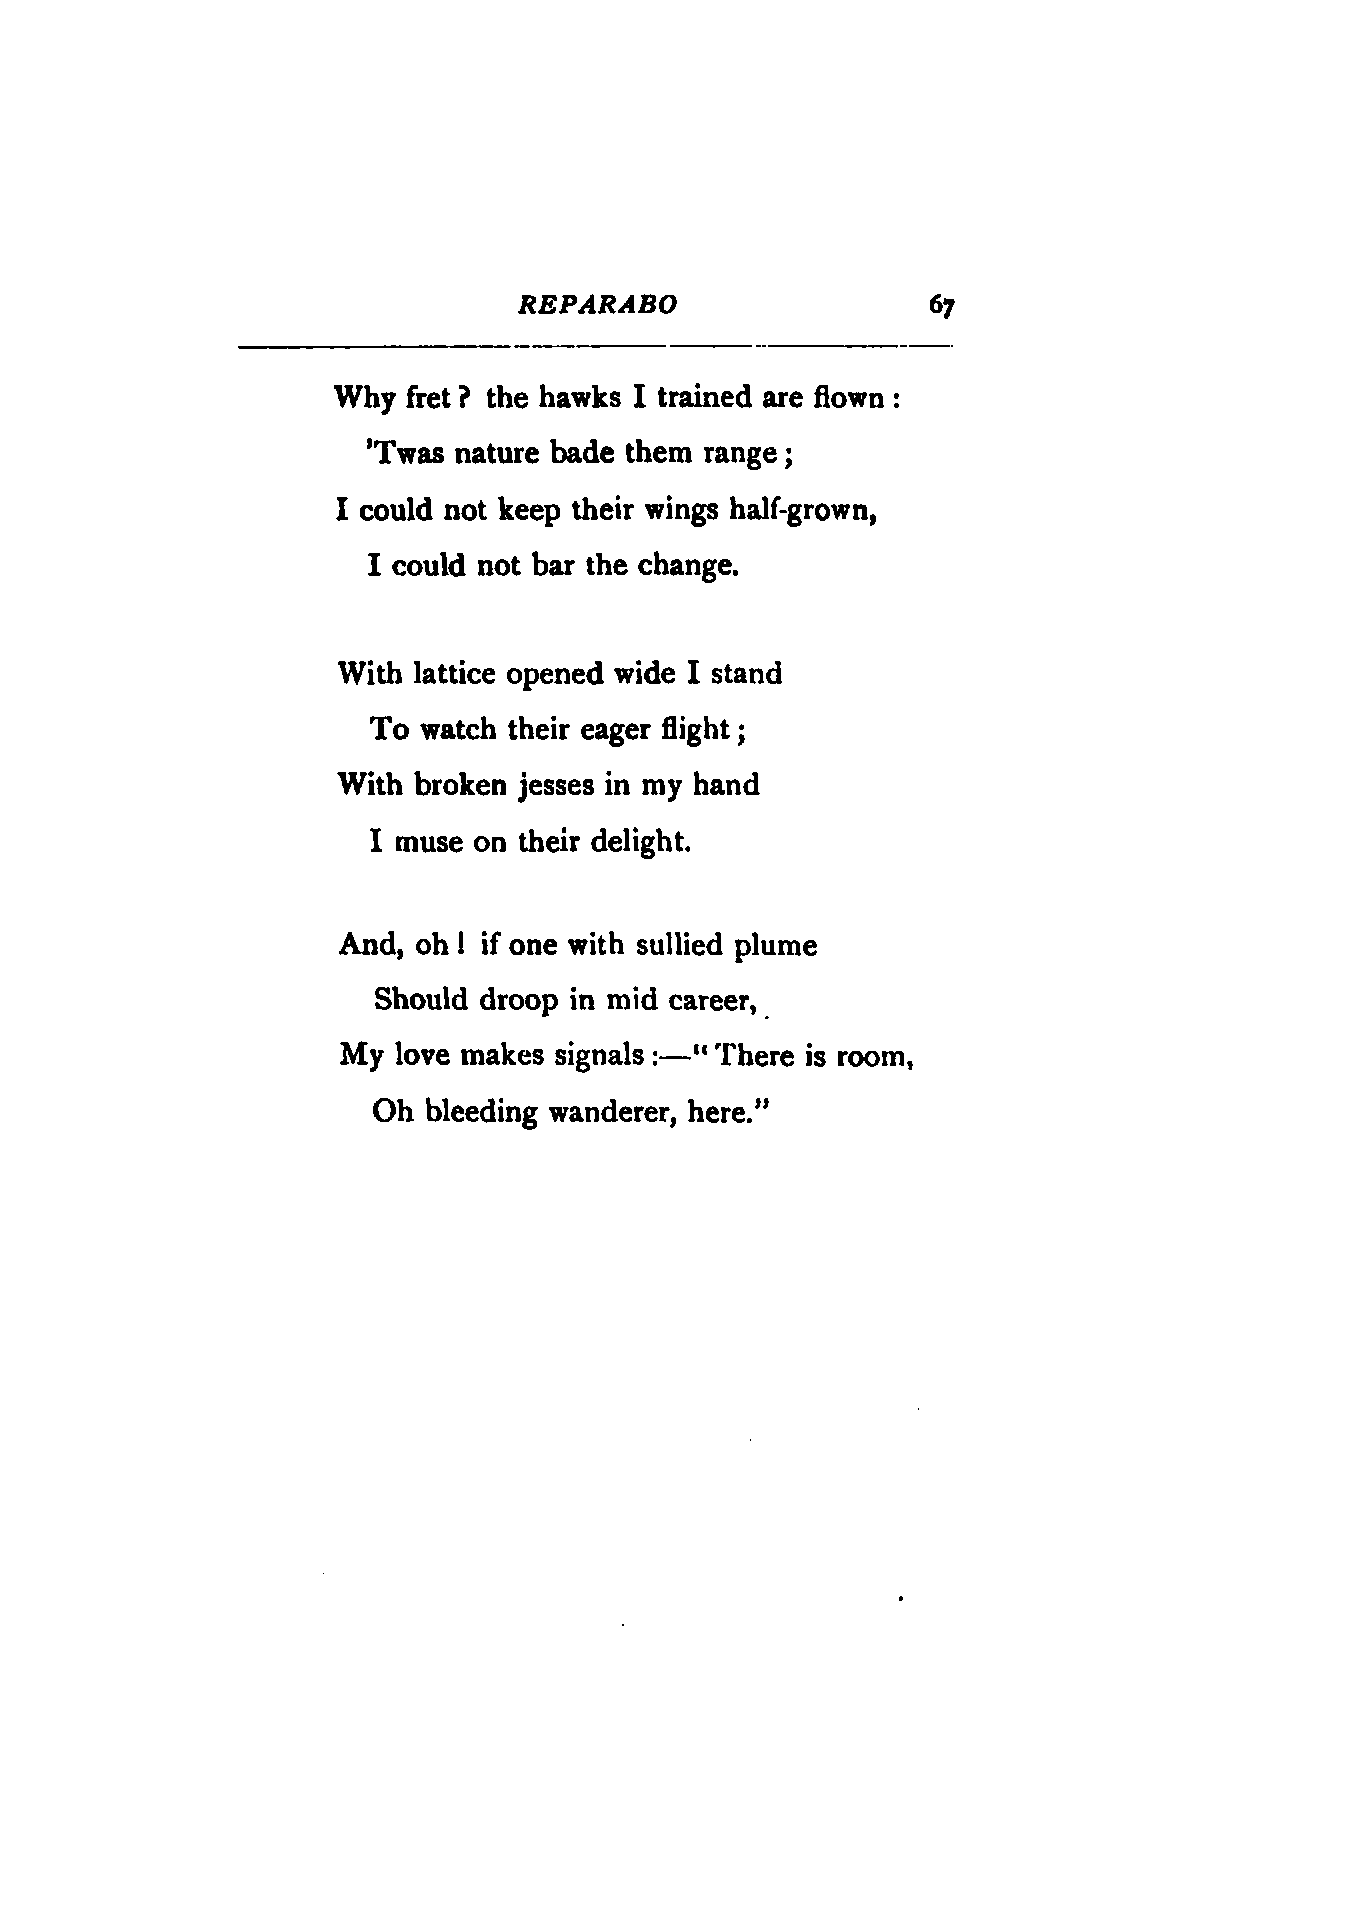 REPARABO 67
Why fret? the hawks I trained are flown:
'Twas nature bade them range;
I could not keep their wings half-grown,
I could not bar the change.
With lattice opened wide I stand
To watch their eager flight;
With broken jesses in my hand
I muse on their delight.
And, oh! if one with sullied plume
Should droop in mid career,
My love makes signals:—"There is room,
Oh bleeding wanderer, here."